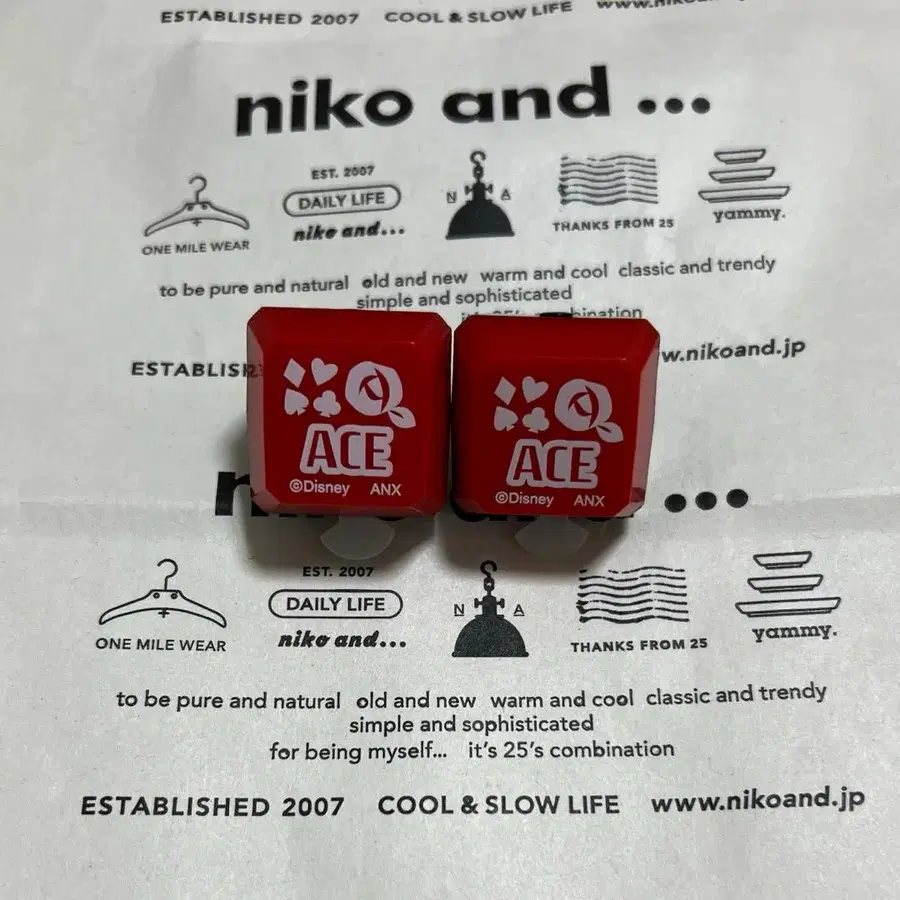 ESTABLISHED 2007 COOL & SLOW LIFE
niko and ...
EST. 2007
DAILY LIFE
niko and...
ONE MILE WEAR
N A
THANKS FROM 25
yammy.
to be pure and natural old and new warm and cool classic and trendy
simple and sophisticated
w.nikoand.jp
ACE
©Disney ANX
ACE
©Disney ANX
EST. 2007
DAILY LIFE
niko and...
ONE MILE WEAR
N A
THANKS FROM 25
yammy.
to be pure and natural old and new warm and cool classic and trendy
simple and sophisticated
for being myself... it's 25's combination
ESTABLISHED 2007 COOL & SLOW LIFE www.nikoand.jp